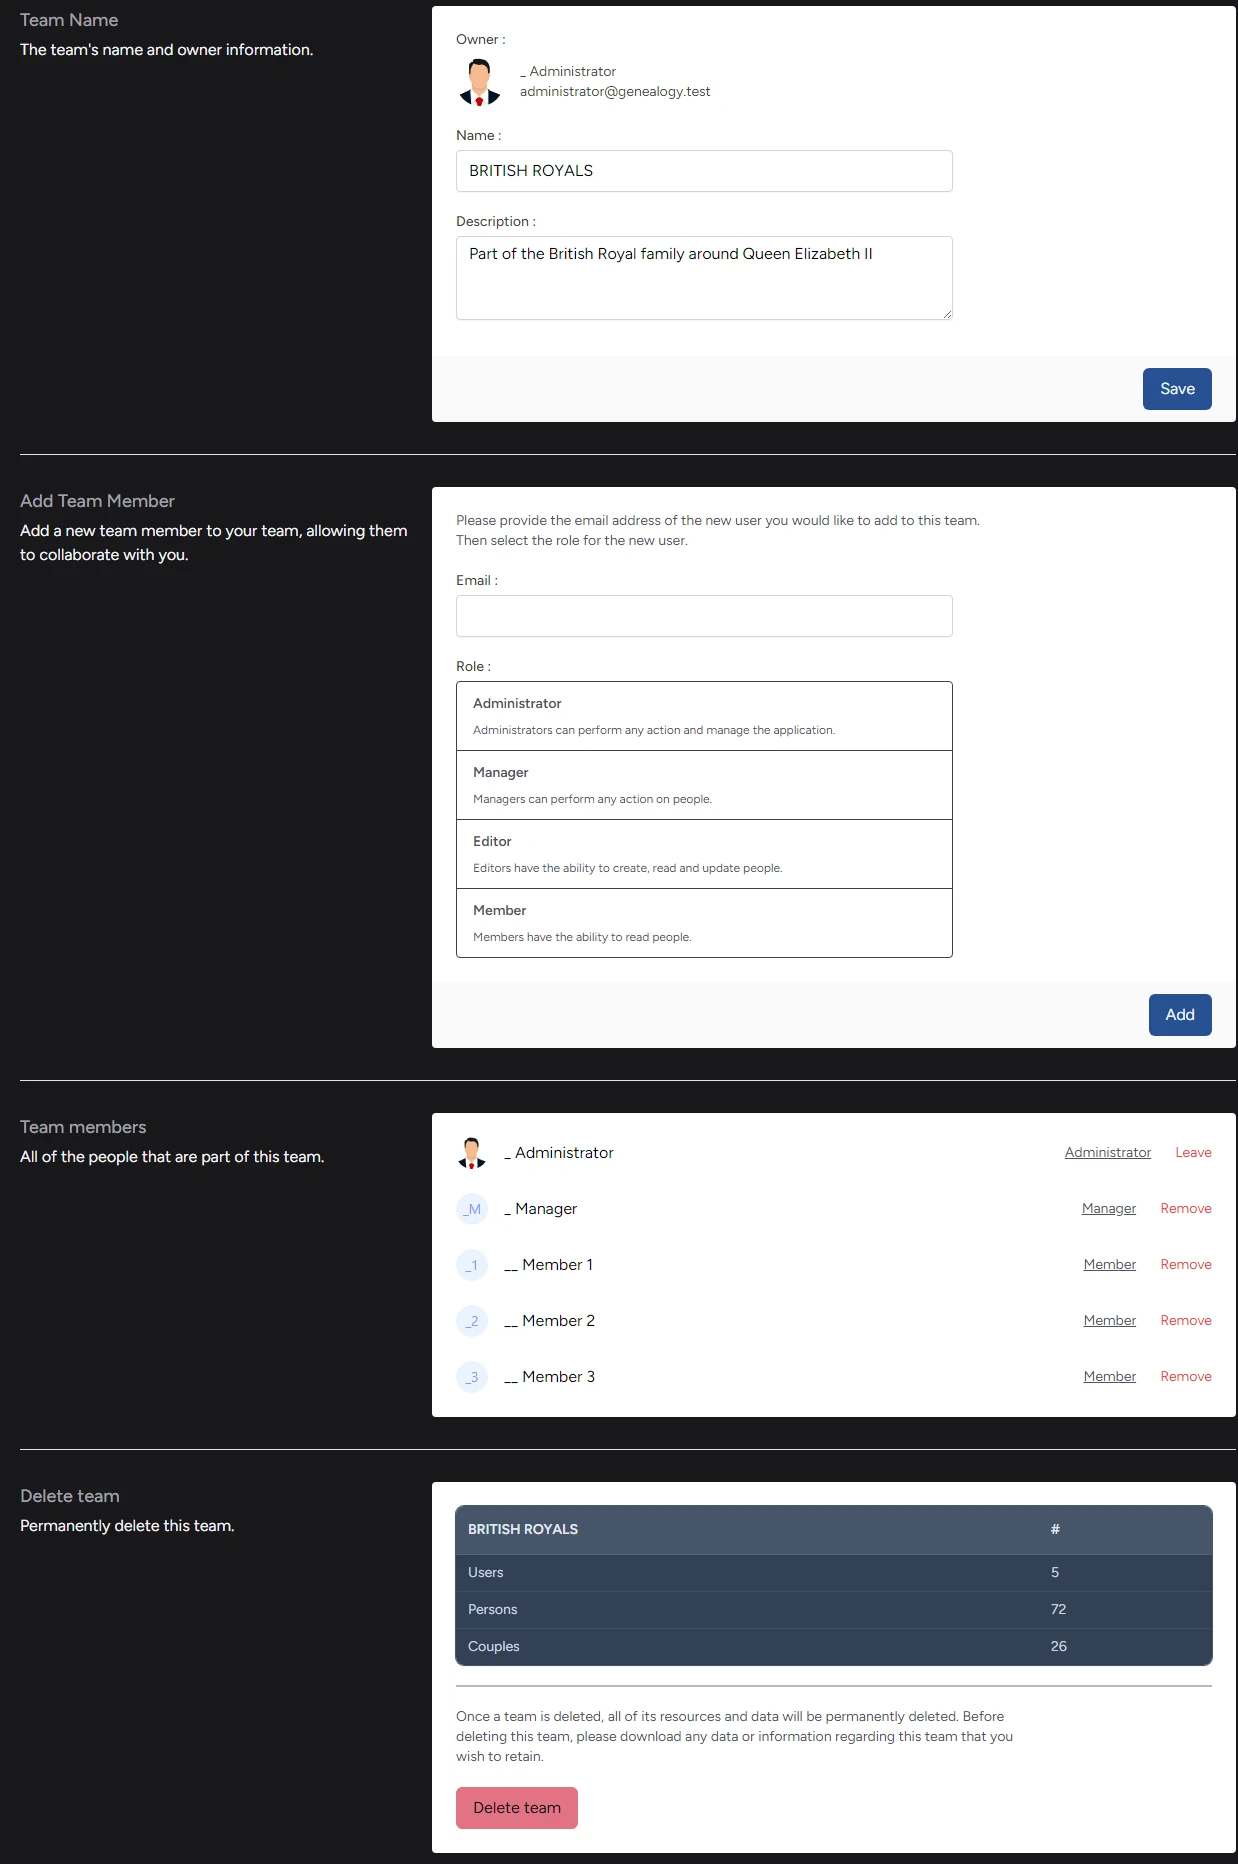 Team Name
The team's name and owner information.
Owner :
_ Administrator
administrator@genealogy.test
Name :
BRITISH ROYALS
Description :
Part of the British Royal family around Queen Elizabeth II
Save
Add Team Member
Add a new team member to your team, allowing them
to collaborate with you.
Please provide the email address of the new user you would like to add to this team.
Then select the role for the new user.
Email :
Role :
Administrator
Administrators can perform any action and manage the application.
Manager
Managers can perform any action on people.
Editor
Editors have the ability to create, read and update people.
Member
Members have the ability to read people.
Add
Team members
All of the people that are part of this team.
_ Administrator Administrator Leave
_M _ Manager Manager Remove
_1 __ Member 1 Member Remove
_2 __ Member 2 Member Remove
_3 __ Member 3 Member Remove
Delete team
Permanently delete this team.
BRITISH ROYALS #
Users 5
Persons 72
Couples 26
Once a team is deleted, all of its resources and data will be permanently deleted. Before
deleting this team, please download any data or information regarding this team that you
wish to retain.
Delete team